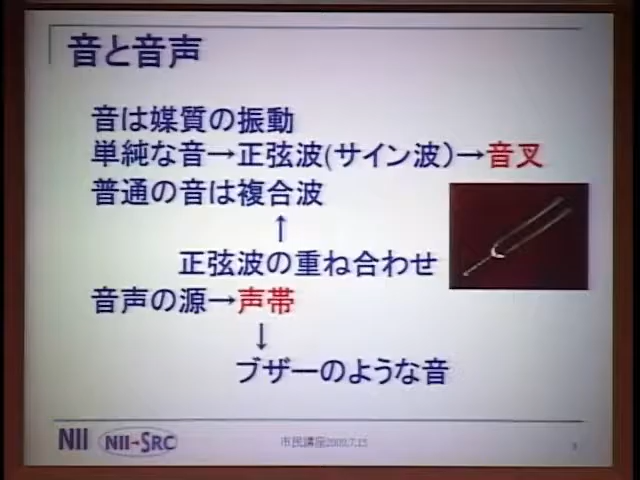 音と音声
音は媒質の振動
単純な音→正弦波(サイン波)→音叉
普通の音は複合波
↑
正弦波の重ね合わせ
音声の源→声帯
↓
ブザーのような音
NII NII-SRC 市民講座2009.7.15